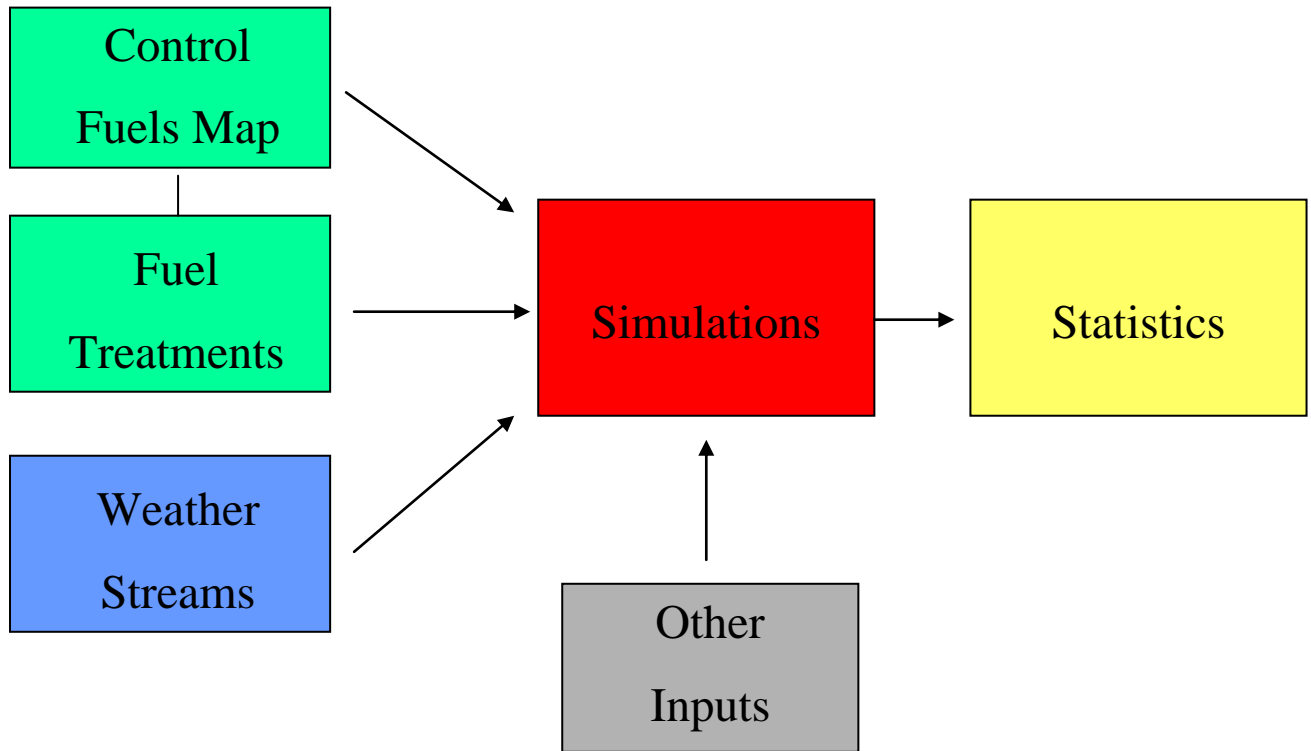 Control
Fuels Map
Fuel
Treatments
Simulations
Statistics
Weather
Streams
Other
Inputs